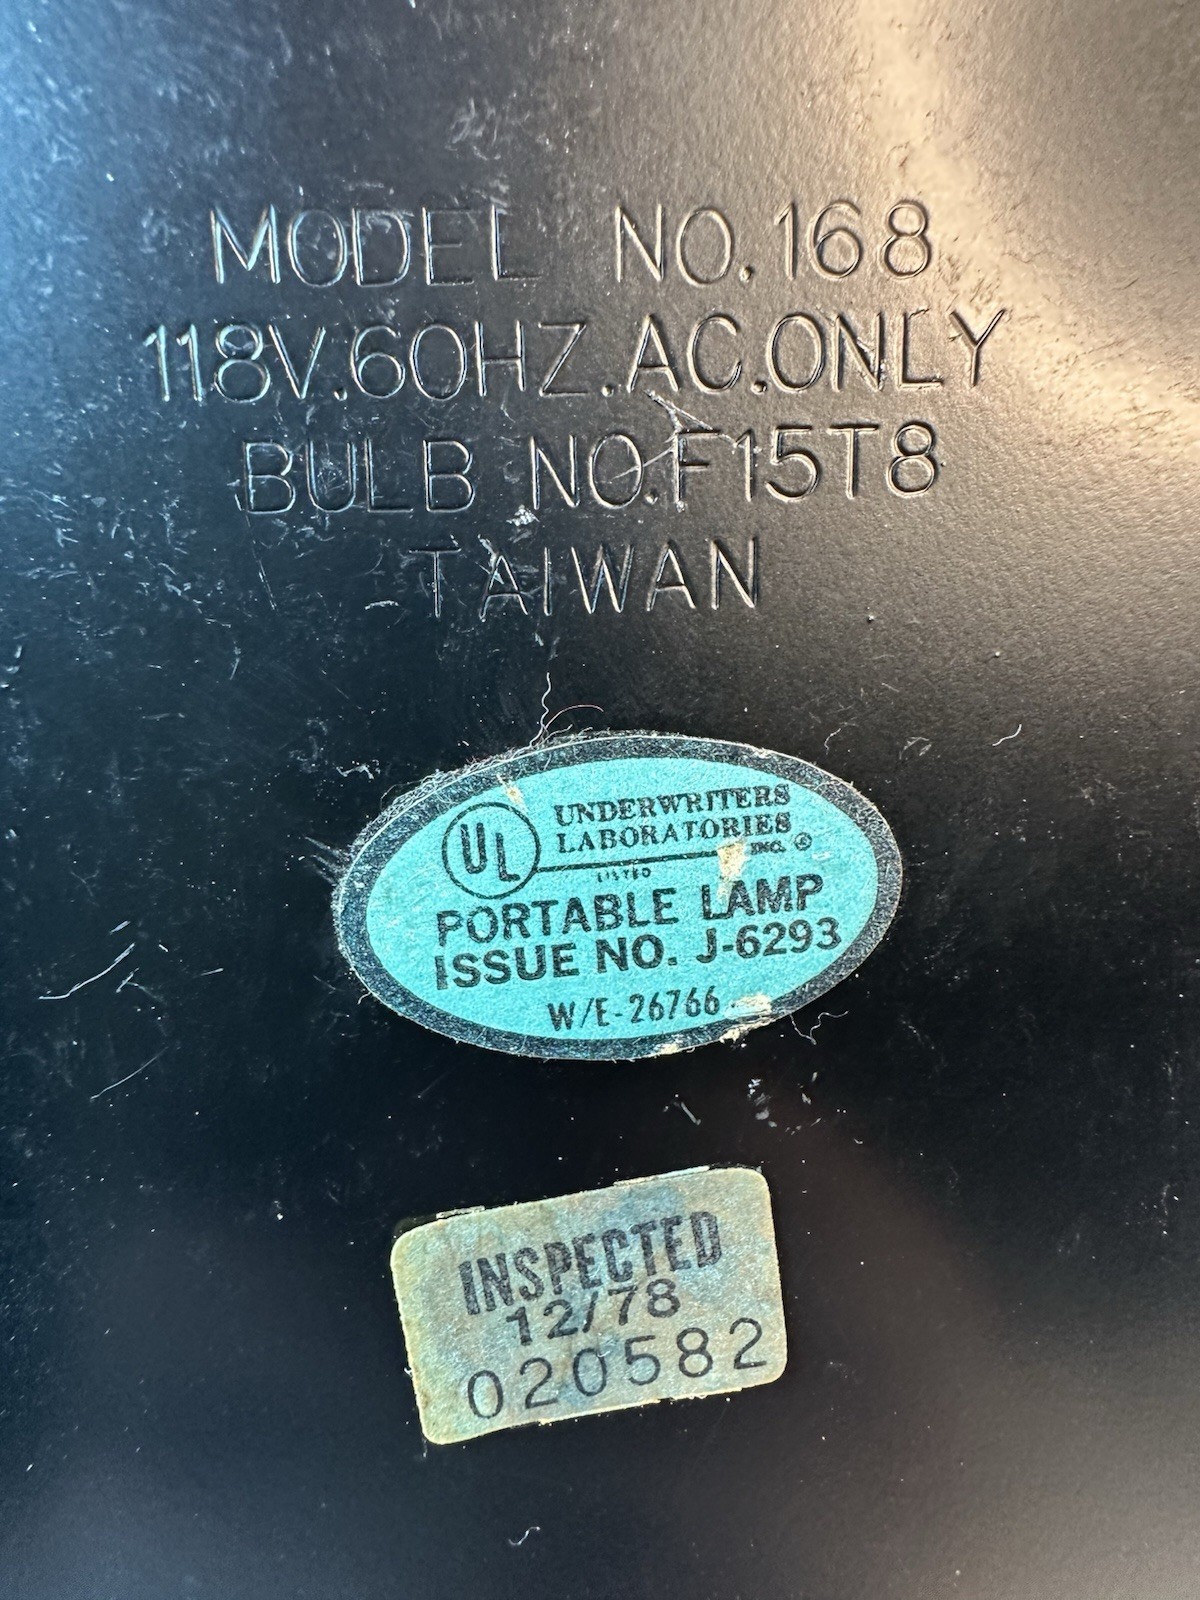 MODEL NO. 168
118V. 60HZ. AC. ONLY
BULB NO. F15T8
TAIWAN
UL
UNDERWRITERS
LABORATORIES
INC. ®
LISTED
PORTABLE LAMP
ISSUE NO. J-6293
W/E-26766
INSPECTED
12/78
020582